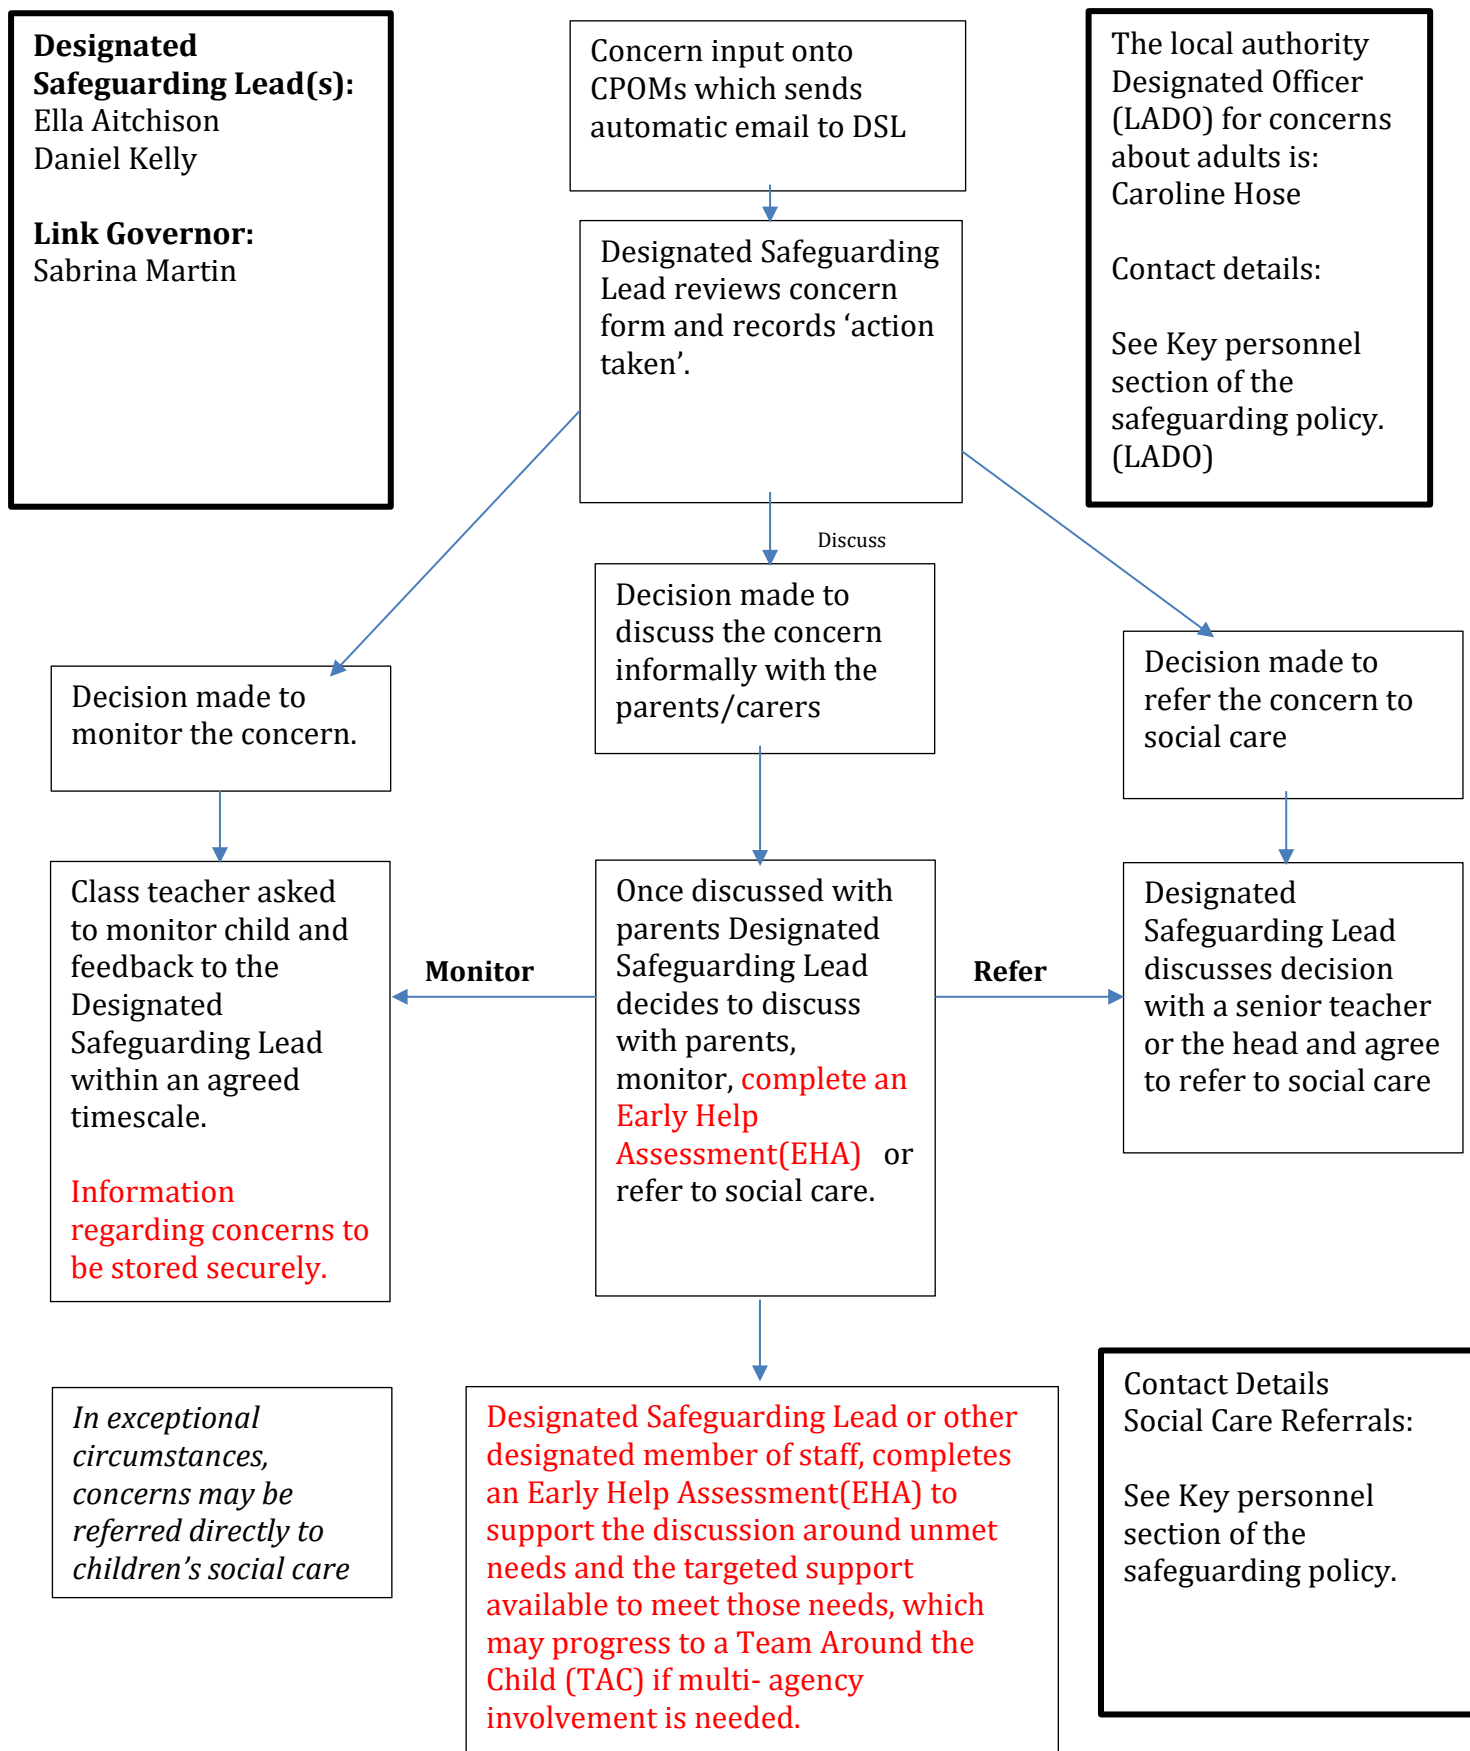 Designated
Safeguarding Lead(s):
Ella Aitchison
Daniel Kelly
Link Governor:
Sabrina Martin
Concern input onto
CPOMs which sends
automatic email to DSL
The local authority
Designated Officer
(LADO) for concerns
about adults is:
Caroline Hose
Contact details:
See Key personnel
section of the
safeguarding policy.
(LADO)
Designated Safeguarding
Lead reviews concern
form and records ‘action
taken’.
Discuss
Decision made to
monitor the concern.
Decision made to
discuss the concern
informally with the
parents/carers
Decision made to
refer the concern to
social care
Class teacher asked
to monitor child and
feedback to the
Designated
Safeguarding Lead
within an agreed
timescale.
Information
regarding concerns to
be stored securely.
Monitor
Once discussed with
parents Designated
Safeguarding Lead
decides to discuss
with parents,
monitor, complete an
Early Help
Assessment(EHA) or
refer to social care.
Refer
Designated
Safeguarding Lead
discusses decision
with a senior teacher
or the head and agree
to refer to social care
In exceptional
circumstances,
concerns may be
referred directly to
children’s social care
Designated Safeguarding Lead or other
designated member of staff, completes
an Early Help Assessment(EHA) to
support the discussion around unmet
needs and the targeted support
available to meet those needs, which
may progress to a Team Around the
Child (TAC) if multi- agency
involvement is needed.
Contact Details
Social Care Referrals:
See Key personnel
section of the
safeguarding policy.